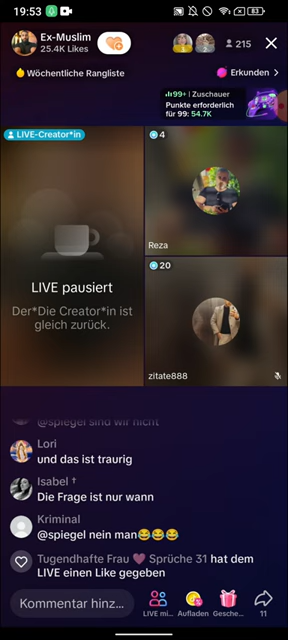 19:53
83
Ex-Muslim
25.4K Likes
215
Wöchentliche Rangliste
Erkunden >
99+ | Zuschauer
Punkte erforderlich
für 99: 54.7K
LIVE-Creator*in
4
LIVE pausiert
Der*Die Creator*in ist
gleich zurück.
Reza
20
zitate888
@spiegel sind wir nicht
Lori
und das ist traurig
Isabel †
Die Frage ist nur wann
Kriminal
@spiegel nein man😂😂😂
Tugendhafte Frau 💜 Sprüche 31 hat dem
LIVE einen Like gegeben
Kommentar hinz...
LIVE mi...
Aufladen
Gesche...
11